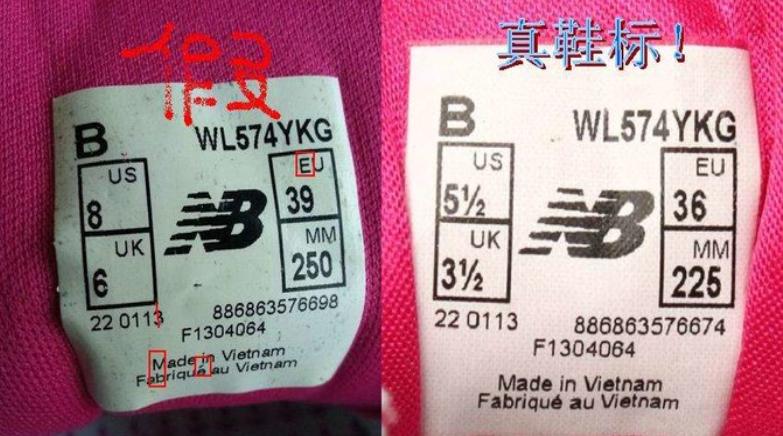 假
B WL574YKG
US EU
8 39
UK MM
6 250
NB
22 0113 886863576698
F1304064
Made in Vietnam
Fabriqué au Vietnam
真鞋标！
B WL574YKG
US EU
5½ 36
UK MM
3½ 225
NB
22 0113 886863576674
F1304064
Made in Vietnam
Fabriqué au Vietnam